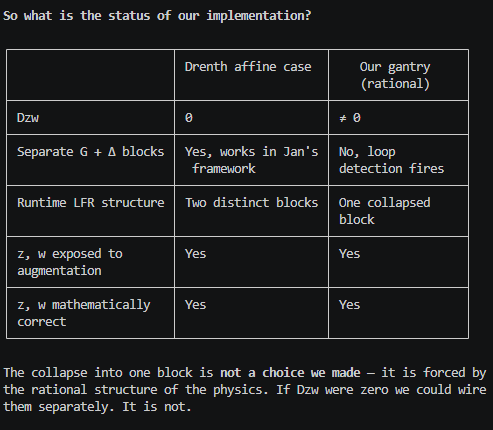 So what is the status of our implementation?
Drenth affine case
Our gantry
(rational)
Dzw
0
≠ 0
Separate G + Δ blocks
Yes, works in Jan's
framework
No, loop
detection fires
Runtime LFR structure
Two distinct blocks
One collapsed
block
z, w exposed to
augmentation
Yes
Yes
z, w mathematically
correct
Yes
Yes
The collapse into one block is not a choice we made — it is forced by
the rational structure of the physics. If Dzw were zero we could wire
them separately. It is not.